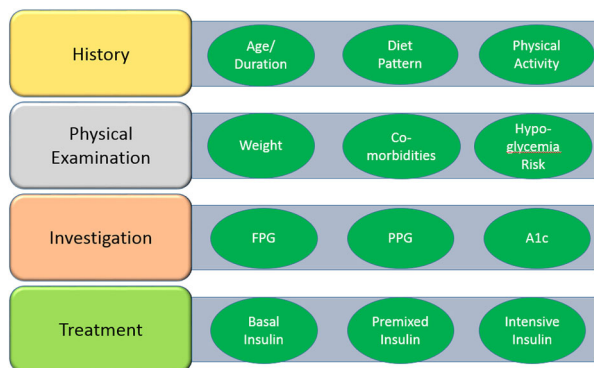 History
Age/
Duration
Diet
Pattern
Physical
Activity
Physical
Examination
Weight
Co-
morbidities
Hypo-
glycemia
Risk
Investigation
FPG
PPG
A1c
Treatment
Basal
Insulin
Premixed
Insulin
Intensive
Insulin